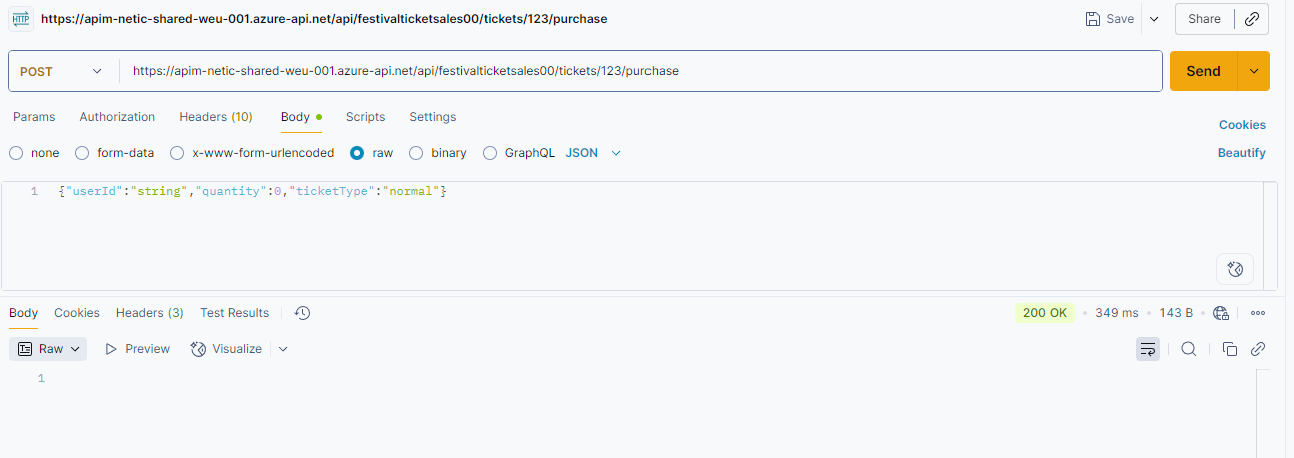 HTTP https://apim-netic-shared-weu-001.azure-api.net/api/festivalticketsales00/tickets/123/purchase Save Share
POST https://apim-netic-shared-weu-001.azure-api.net/api/festivalticketsales00/tickets/123/purchase Send
Params Authorization Headers (10) Body Scripts Settings Cookies
none form-data x-www-form-urlencoded raw binary GraphQL JSON Beautify
1 {"userId":"string","quantity":0,"ticketType":"normal"}
Body Cookies Headers (3) Test Results 200 OK 349 ms 143 B
Raw Preview Visualize
1